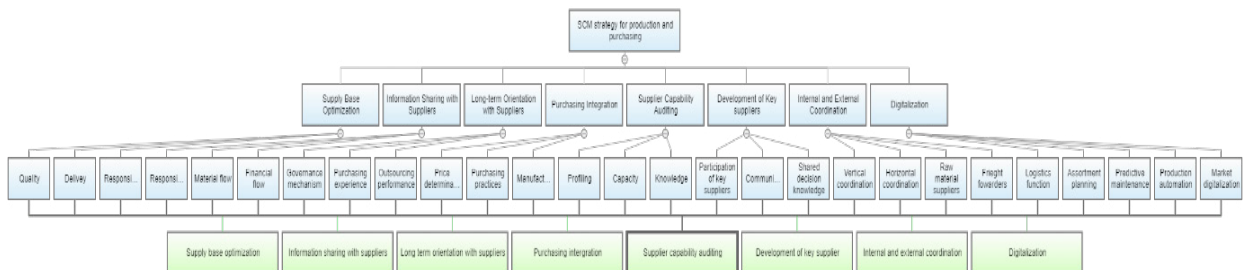 SCM strategy for production and
purchasing
Supply Base
Optimization
Information Sharing with
Suppliers
Long-term Orientation
with Suppliers
Purchasing Integration
Supplier Capability
Auditing
Development of Key
suppliers
Internal and External
Coordination
Digitalization
Quality
Delivey
Responsi...
Responsi...
Material flow
Financial
flow
Governance
mechanism
Purchasing
experience
Outsourcing
performance
Price
determina...
Purchasing
practices
Manufact...
Profiling
Capacity
Knowledge
Participation
of key
suppliers
Communi...
Shared
decision
knowledge
Vertical
coordination
Horizontal
coordination
Raw
material
suppliers
Frieght
fowarders
Logistics
function
Assortment
planning
Predictive
maintenance
Production
automation
Market
digitalization
Supply base optimization
Information sharing with suppliers
Long term orientation with suppliers
Purchasing intergration
Supplier capability auditing
Development of key supplier
Internal and external coordination
Digitalization